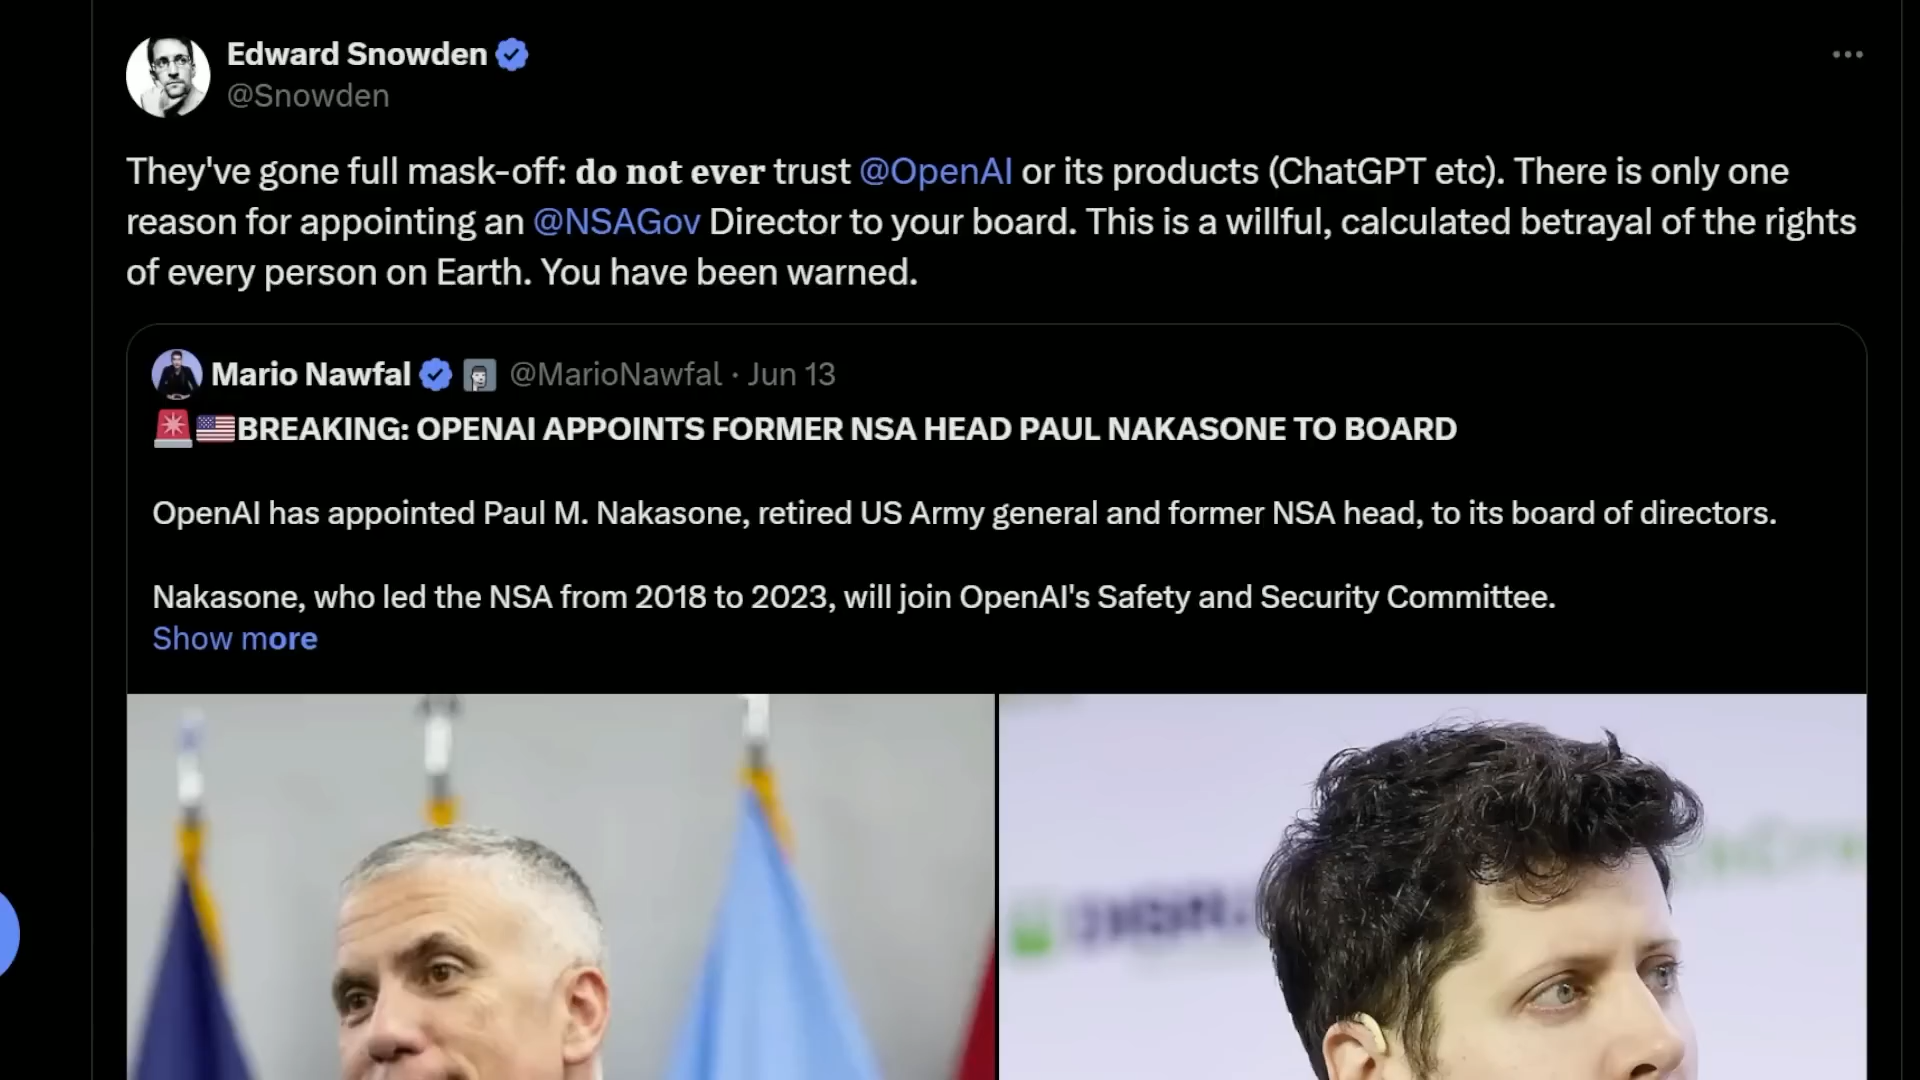 Edward Snowden
@Snowden
They've gone full mask-off: do not ever trust @OpenAI or its products (ChatGPT etc). There is only one
reason for appointing an @NSAGov Director to your board. This is a willful, calculated betrayal of the rights
of every person on Earth. You have been warned.
Mario Nawfal @MarioNawfal · Jun 13
🚨🇺🇸BREAKING: OPENAI APPOINTS FORMER NSA HEAD PAUL NAKASONE TO BOARD
OpenAI has appointed Paul M. Nakasone, retired US Army general and former NSA head, to its board of directors.
Nakasone, who led the NSA from 2018 to 2023, will join OpenAI's Safety and Security Committee.
Show more